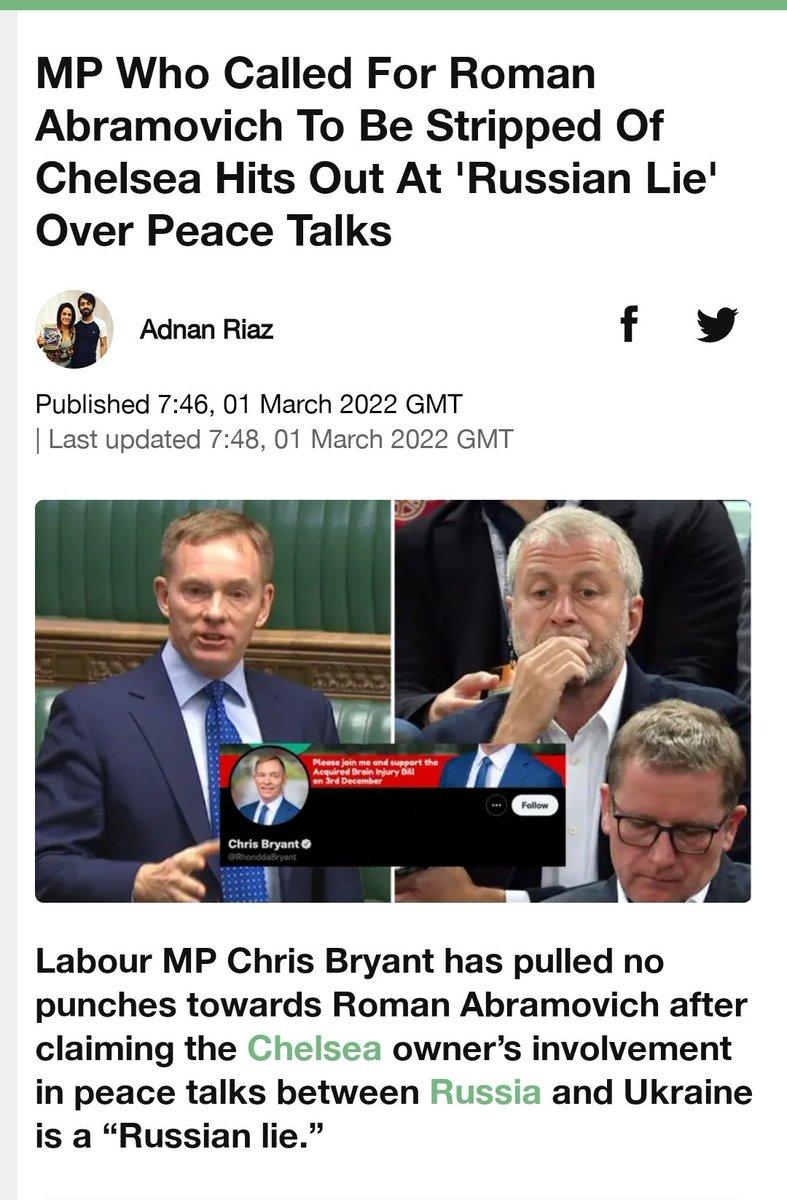 MP Who Called For Roman
Abramovich To Be Stripped Of
Chelsea Hits Out At 'Russian Lie'
Over Peace Talks
Adnan Riaz
Published 7:46, 01 March 2022 GMT
| Last updated 7:48, 01 March 2022 GMT
Please join me and support the
Acquired Brain Injury Bill
on 3rd December
Follow
Chris Bryant
@RhonddaBryant
Labour MP Chris Bryant has pulled no
punches towards Roman Abramovich after
claiming the Chelsea owner’s involvement
in peace talks between Russia and Ukraine
is a “Russian lie.”